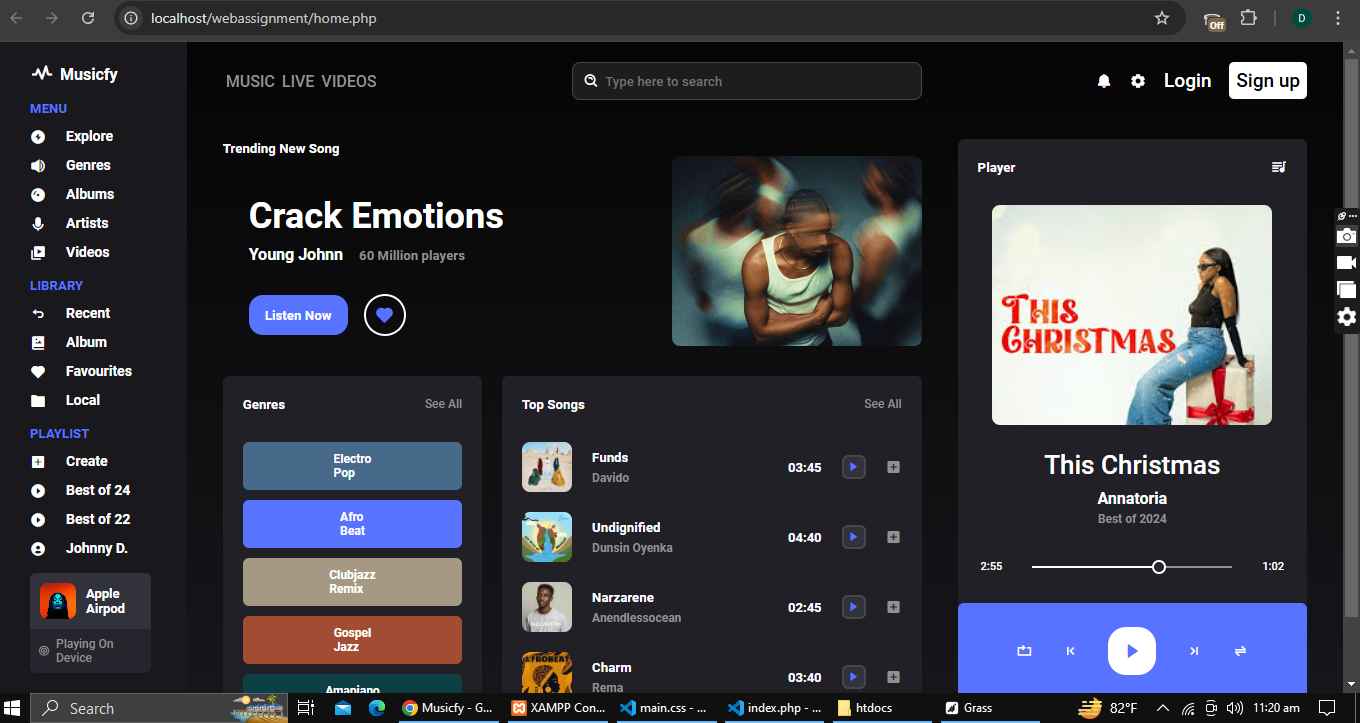 localhost/webassignment/home.php
Off
D
Musicfy
MENU
Explore
Genres
Albums
Artists
Videos
LIBRARY
Recent
Album
Favourites
Local
PLAYLIST
Create
Best of 24
Best of 22
Johnny D.
Apple
Airpod
Playing On
Device
MUSIC LIVE VIDEOS
Type here to search
Login
Sign up
Trending New Song
Crack Emotions
Young Johnn 60 Million players
Listen Now
Genres See All
Electro
Pop
Afro
Beat
Clubjazz
Remix
Gospel
Jazz
Amapiano
Top Songs See All
Funds
Davido
03:45
Undignified
Dunsin Oyenka
04:40
Narzarene
Anendlessocean
02:45
Charm
Rema
03:40
Player
THIS
CHRISTMAS
This Christmas
Annatoria
Best of 2024
2:55 1:02
Search
Musicfy - G...
XAMPP Con...
main.css - ...
index.php - ...
htdocs
Grass
82°F
11:20 am